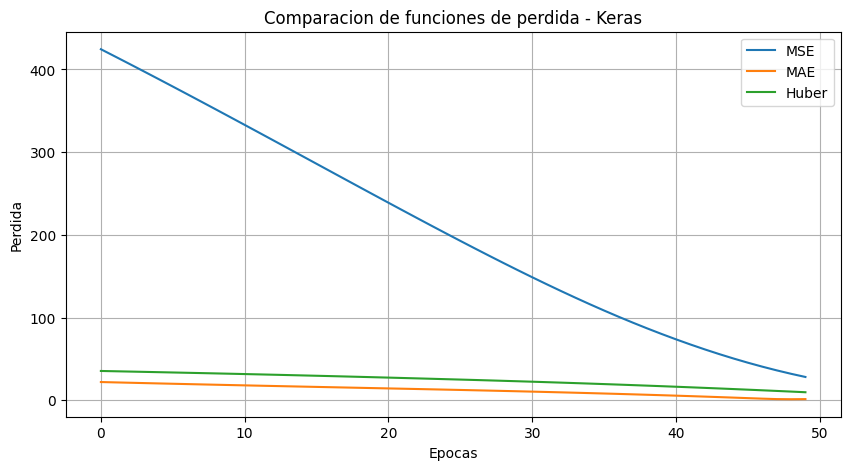 Comparacion de funciones de perdida - Keras
MSE
MAE
Huber
400
300
200
100
0
Perdida
0 10 20 30 40 50
Epocas